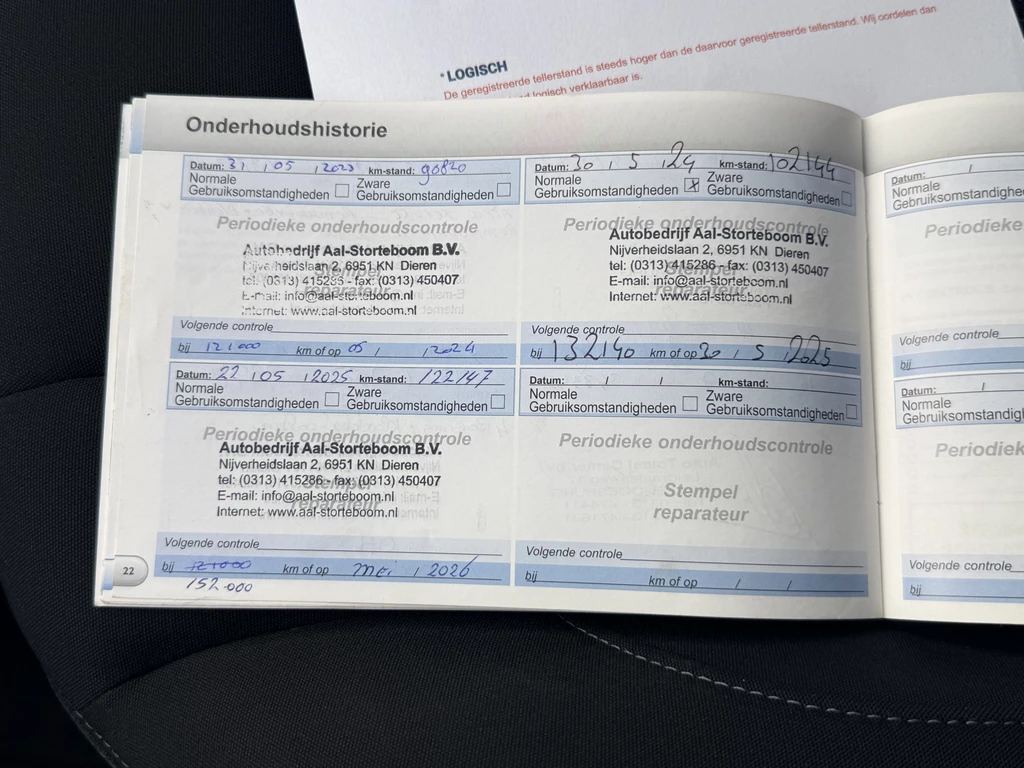 * LOGISCH
De geregistreerde tellerstand is steeds hoger dan de daarvoor geregistreerde tellerstand. Wij oordelen dan
logisch verklaarbaar is.
Onderhoudshistorie
Datum: 31 / 05 / 2023 km-stand: 90820
Normale
Gebruiksomstandigheden
Zware
Gebruiksomstandigheden
Periodieke onderhoudscontrole
Stempel
reparateur
Autobedrijf Aal-Storteboom B.V.
Nijverheidslaan 2, 6951 KN Dieren
tel: (0313) 415286 - fax: (0313) 450407
E-mail: info@aal-storteboom.nl
Internet: www.aal-storteboom.nl
Volgende controle
bij 121000 km of op 05 / / 2024
Datum: 30 / 5 / 24 km-stand: 102144
Normale
Gebruiksomstandigheden X
Zware
Gebruiksomstandigheden
Periodieke onderhoudscontrole
Stempel
reparateur
Autobedrijf Aal-Storteboom B.V.
Nijverheidslaan 2, 6951 KN Dieren
tel: (0313) 415286 - fax: (0313) 450407
E-mail: info@aal-storteboom.nl
Internet: www.aal-storteboom.nl
Volgende controle
bij 132140 km of op 30 / 5 / 2025
Datum: 22 / 05 / 2025 km-stand: 122147
Normale
Gebruiksomstandigheden
Zware
Gebruiksomstandigheden
Periodieke onderhoudscontrole
Stempel
reparateur
Autobedrijf Aal-Storteboom B.V.
Nijverheidslaan 2, 6951 KN Dieren
tel: (0313) 415286 - fax: (0313) 450407
E-mail: info@aal-storteboom.nl
Internet: www.aal-storteboom.nl
Volgende controle
bij km of op mei / 2026
152.000
Datum: / / km-stand:
Normale
Gebruiksomstandigheden
Zware
Gebruiksomstandigheden
Periodieke onderhoudscontrole
Stempel
reparateur
Volgende controle
bij km of op / /
22
Datum: /
Normale
Gebruiksomstandighe
Periodieke
Volgende controle
bij
Datum: /
Normale
Gebruiksomstandig
Periodiek
Volgende controle
bij